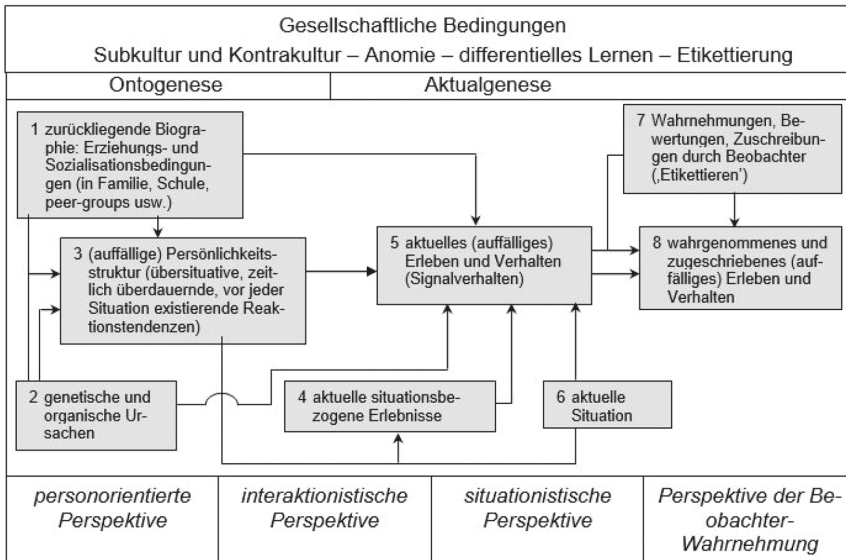 Gesellschaftliche Bedingungen
Subkultur und Kontrakultur – Anomie – differentielles Lernen – Etikettierung
Ontogenese
Aktualgenese
1 zurückliegende Biogra-
phie: Erziehungs- und
Sozialisationsbedingun-
gen (in Familie, Schule,
peer-groups usw.)
7 Wahrnehmungen, Be-
wertungen, Zuschreibun-
gen durch Beobachter
(‚Etikettieren’)
3 (auffällige) Persönlichkeits-
struktur (übersituative, zeit-
lich überdauernde, vor jeder
Situation existierende Reak-
tionstendenzen)
5 aktuelles (auffälliges)
Erleben und Verhalten
(Signalverhalten)
8 wahrgenommenes und
zugeschriebenes (auf-
fälliges) Erleben und
Verhalten
2 genetische und
organische Ur-
sachen
4 aktuelle situationsbe-
zogene Erlebnisse
6 aktuelle
Situation
personorientierte
Perspektive
interaktionistische
Perspektive
situationistische
Perspektive
Perspektive der Be-
obachter-
Wahrnehmung